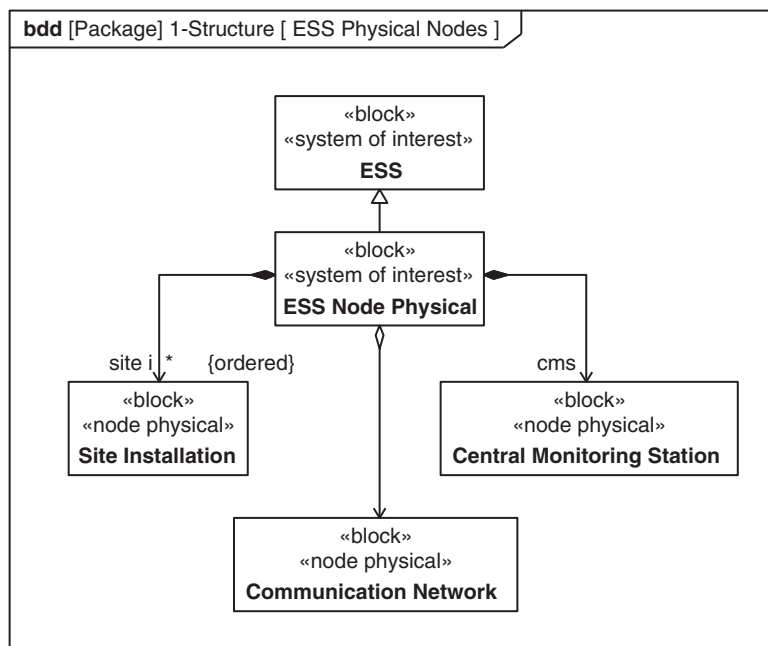 bdd [Package] 1-Structure [ ESS Physical Nodes ]
«block»
«system of interest»
ESS
«block»
«system of interest»
ESS Node Physical
site i * {ordered}
cms
«block»
«node physical»
Site Installation
«block»
«node physical»
Central Monitoring Station
«block»
«node physical»
Communication Network